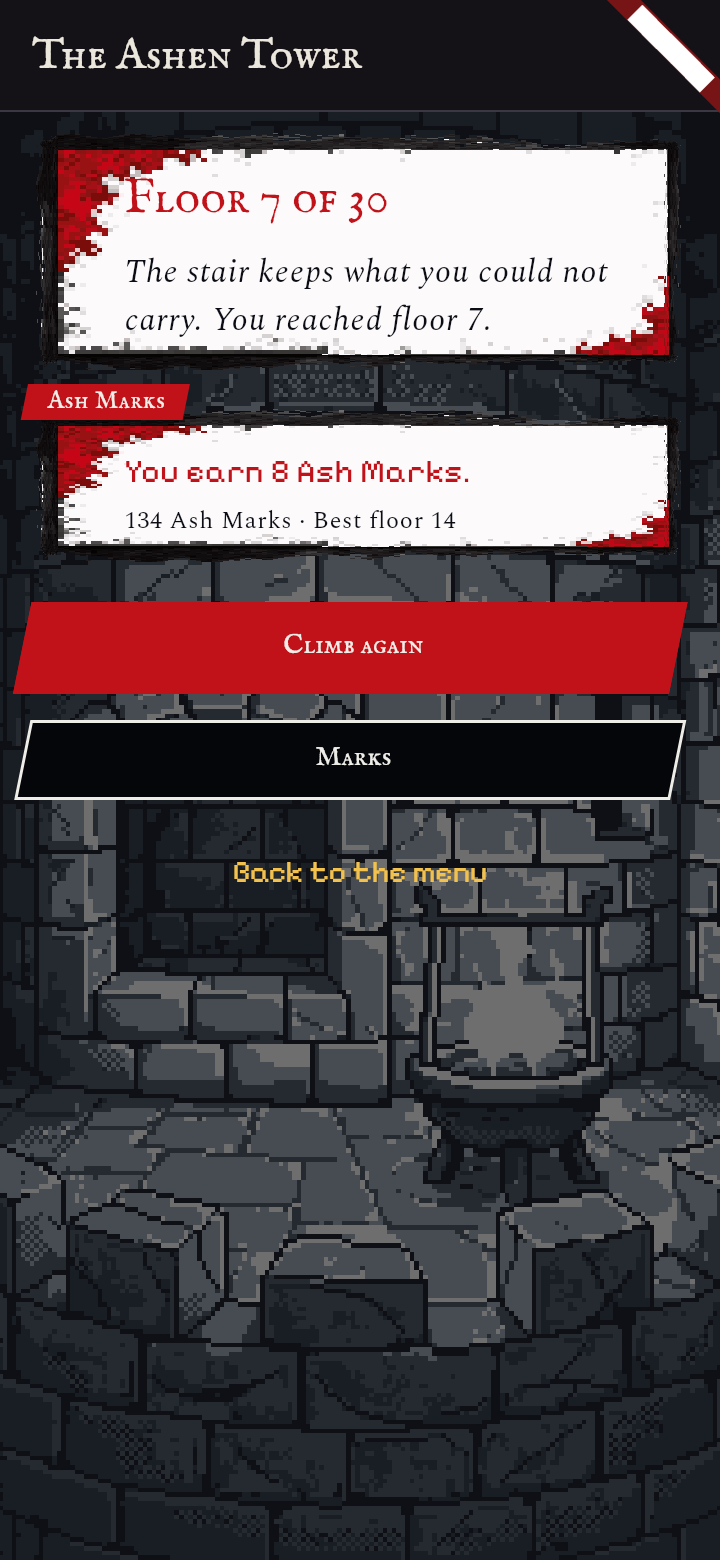 The Ashen Tower
Floor 7 of 30
The stair keeps what you could not
carry. You reached floor 7.
Ash Marks
You earn 8 Ash Marks.
134 Ash Marks · Best floor 14
Climb again
Marks
Back to the menu